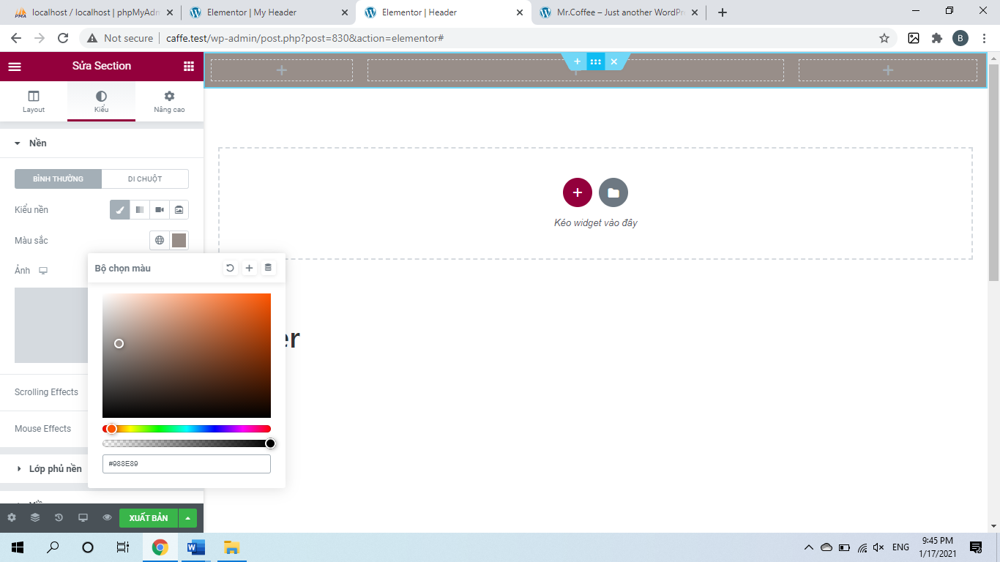 localhost / localhost | phpMyAdm
Elementor | My Header
Elementor | Header
Mr.Coffee – Just another WordPr
Not secure
caffe.test/wp-admin/post.php?post=830&action=elementor#
B
Sửa Section
Layout
Kiểu
Nâng cao
Nền
BÌNH THƯỜNG
DI CHUỘT
Kiểu nền
Màu sắc
Ảnh
Bộ chọn màu
#988E89
Kéo widget vào đây
er
Scrolling Effects
Mouse Effects
Lớp phủ nền
XUẤT BẢN
ENG
9:45 PM
1/17/2021